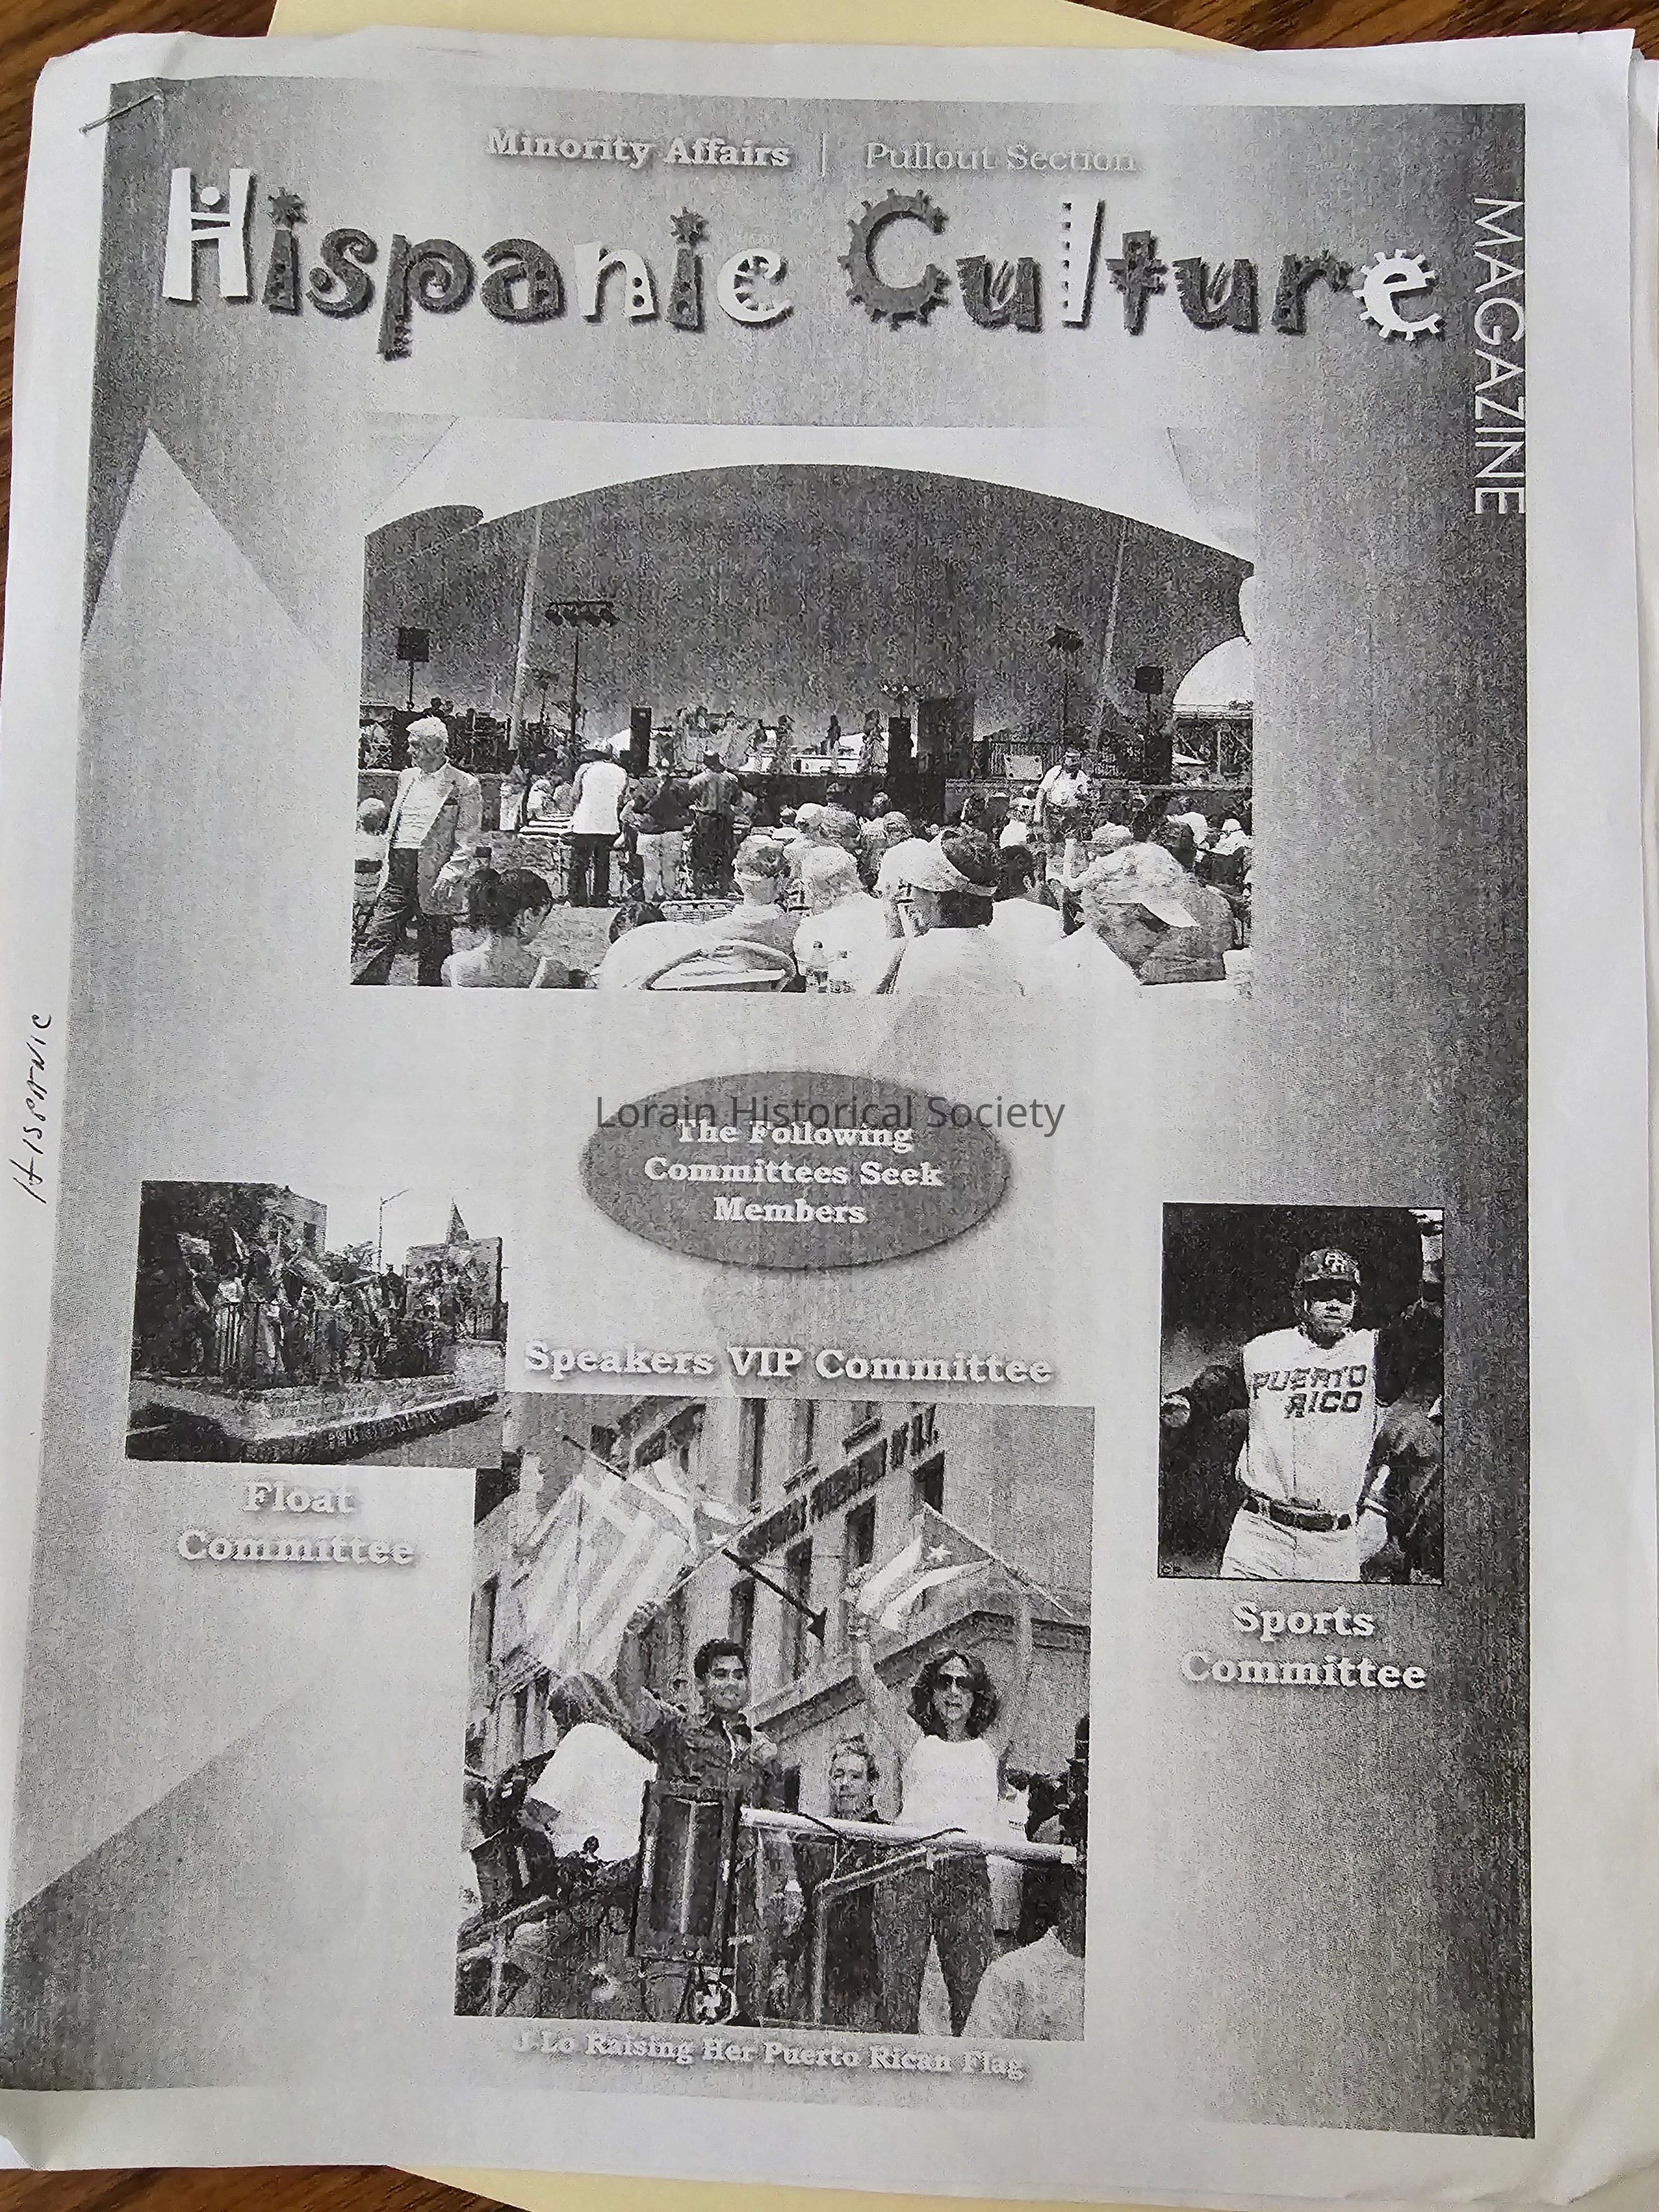 Minority Affairs | Pullout Section
Hispanic Culture
MAGAZINE
HISPANIC
Lorain Historical Society
The Following
Committees Seek
Members
Speakers VIP Committee
PUERTO
RICO
Float
Committee
Sports
Committee
J-Lo Raising Her Puerto Rican Flag